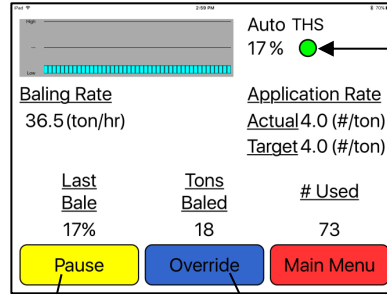 iPad 2:59 PM 70%
High
Low
Auto THS
17%
Baling Rate
36.5 (ton/hr)
Application Rate
Actual 4.0 (#/ton)
Target 4.0 (#/ton)
Last Bale
17%
Tons Baled
18
# Used
73
Pause
Override
Main Menu